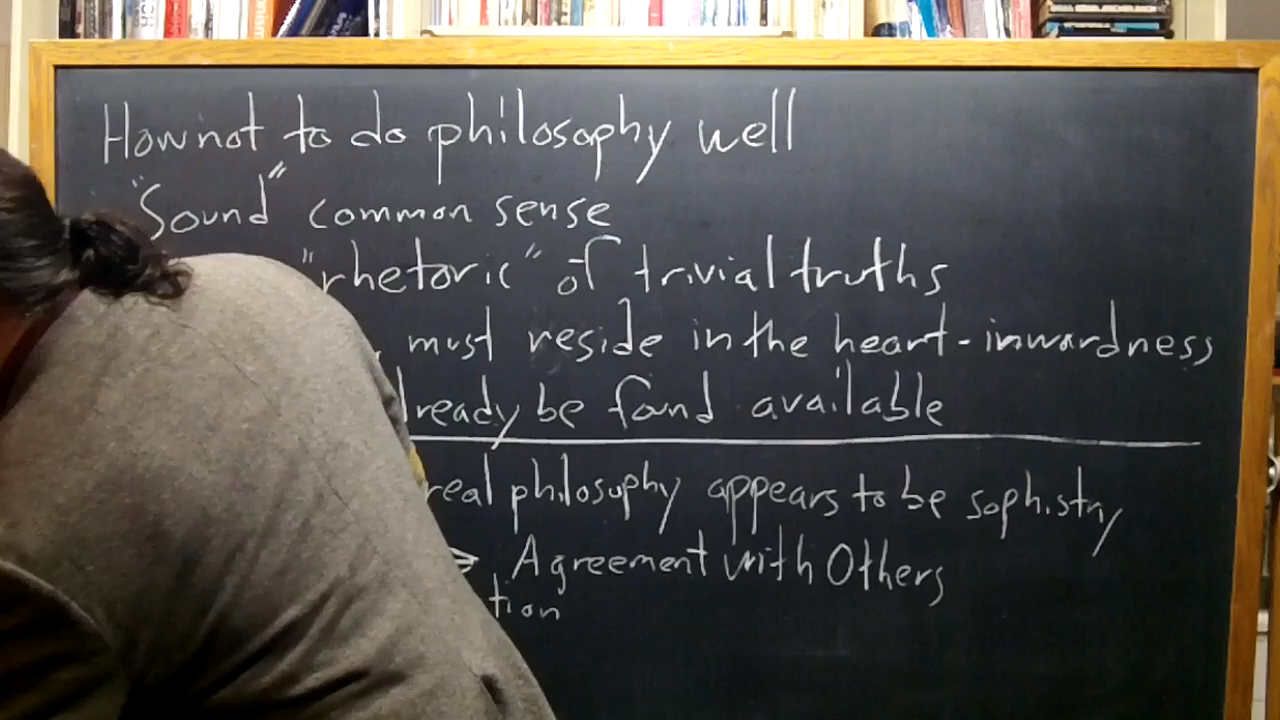 How not to do philosophy well
"Sound" common sense
"rhetoric" of trivial truths
must reside in the heart - inwardness
lready be found available
real philosophy appears to be sophistry
⇒ Agreement with Others
tion